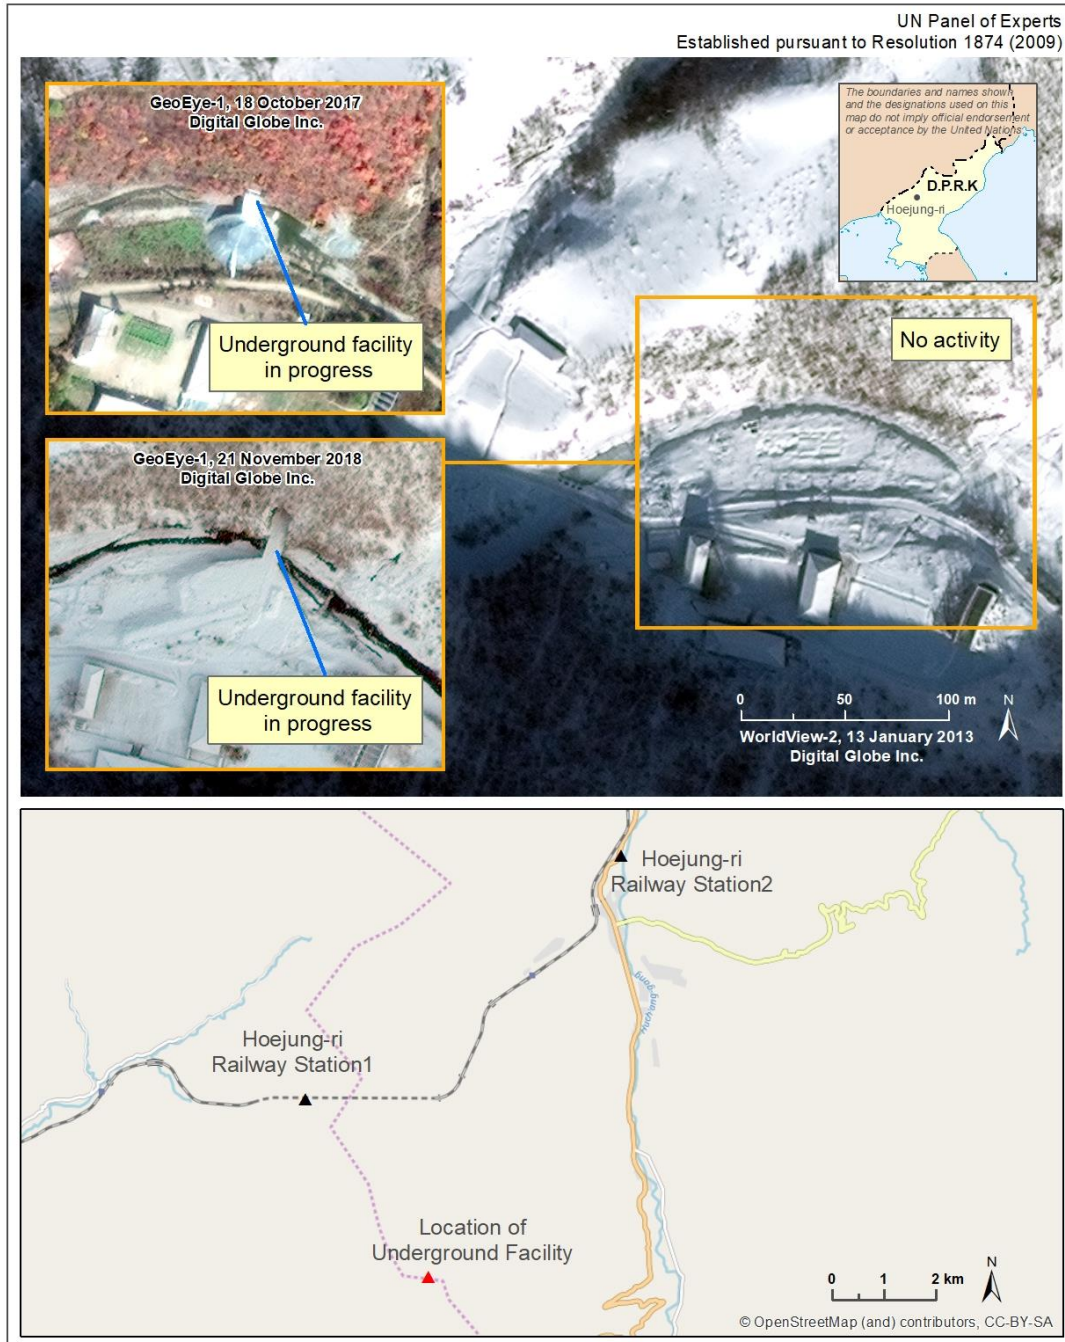 UN Panel of Experts
Established pursuant to Resolution 1874 (2009)
GeoEye-1, 18 October 2017
Digital Globe Inc.
Underground facility
in progress
The boundaries and names shown
and the designations used on this
map do not imply official endorsement
or acceptance by the United Nations
D.P.R.K
Hoejung-ri
No activity
GeoEye-1, 21 November 2018
Digital Globe Inc.
Underground facility
in progress
0 50 100 m
N
WorldView-2, 13 January 2013
Digital Globe Inc.
Hoejung-ri
Railway Station2
Huch'ang-gang
Hoejung-ri
Railway Station1
Location of
Underground Facility
N
0 1 2 km
© OpenStreetMap (and) contributors, CC-BY-SA